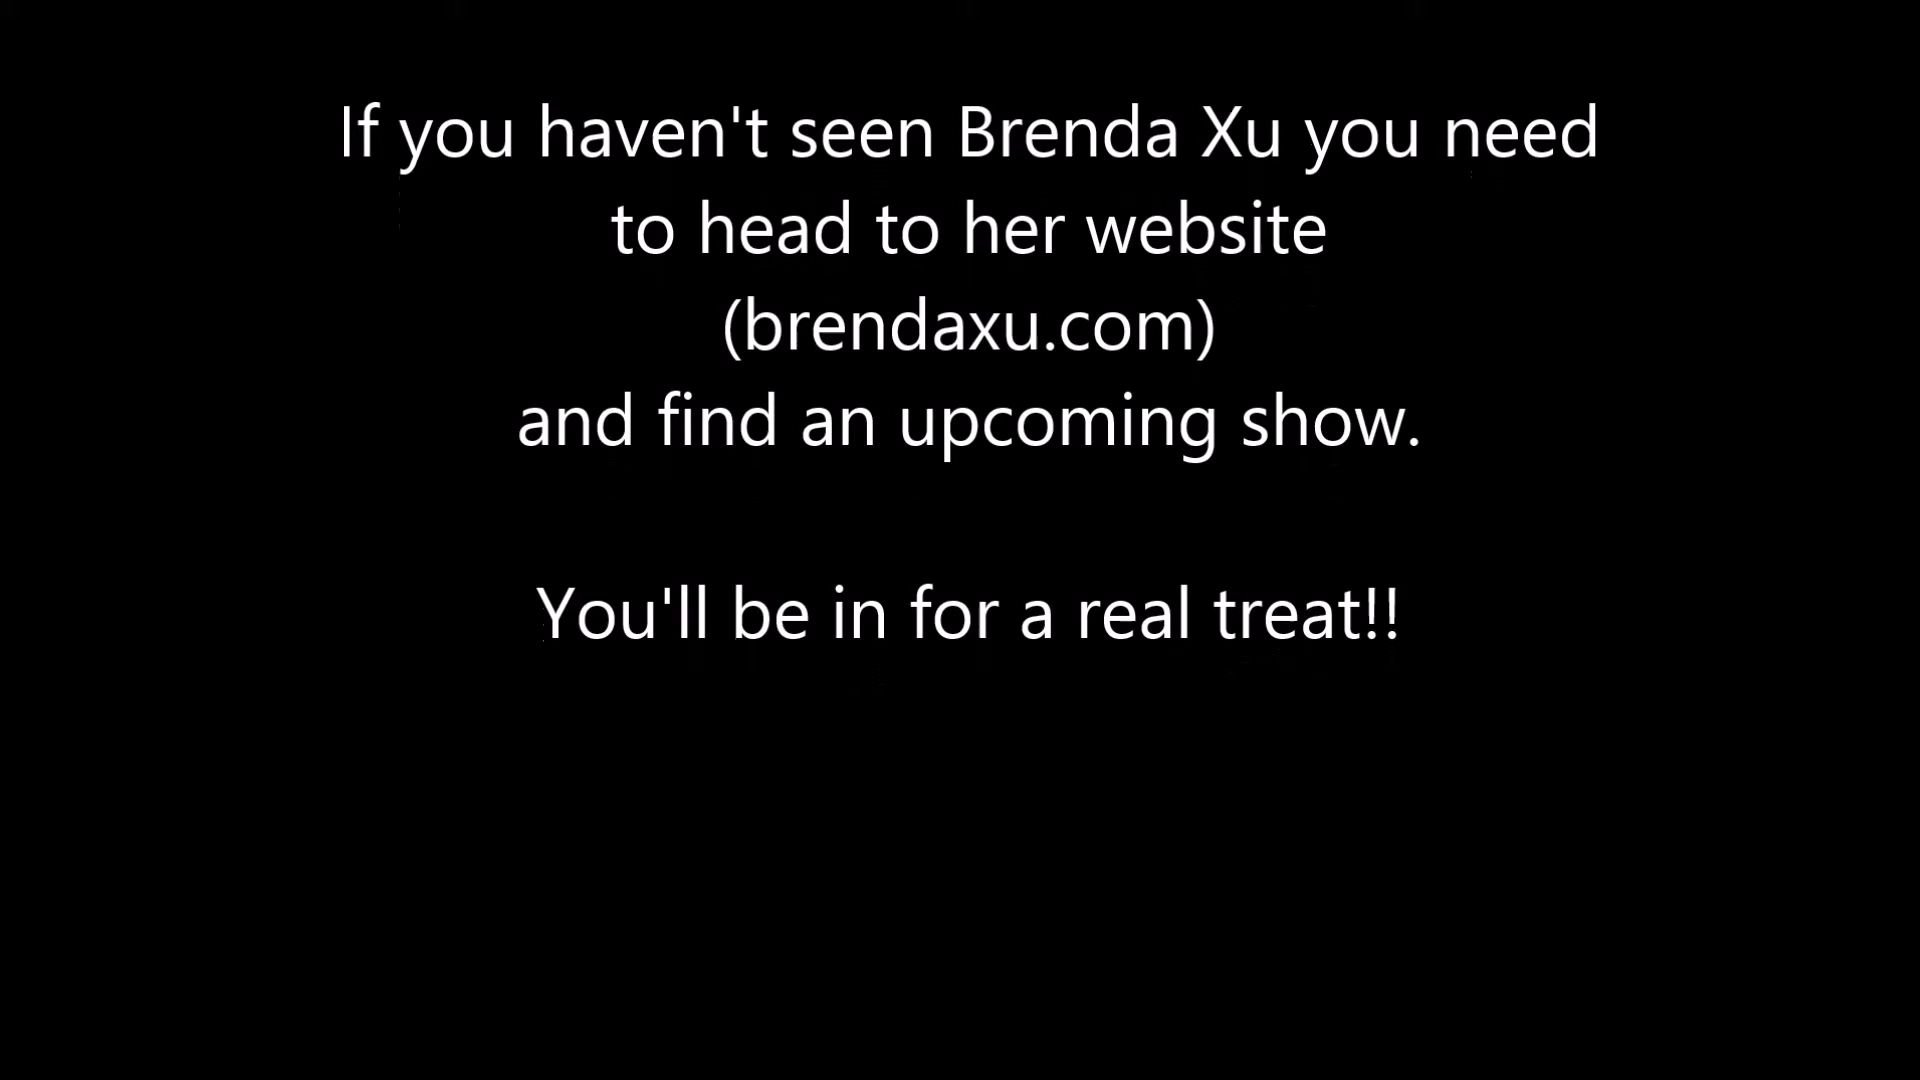 If you haven't seen Brenda Xu you need
to head to her website
(brendaxu.com)
and find an upcoming show.
You'll be in for a real treat!!